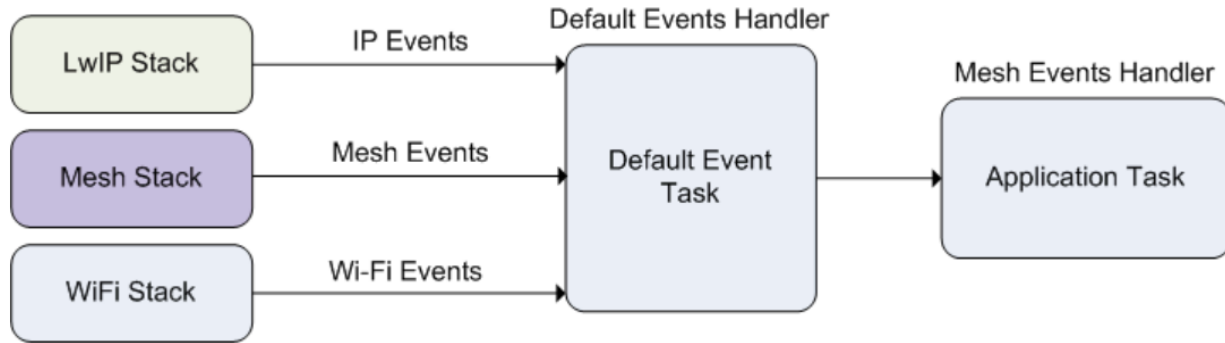 Default Events Handler
LwIP Stack
IP Events
Mesh Events Handler
Mesh Stack
Mesh Events
Default Event
Task
Application Task
WiFi Stack
Wi-Fi Events